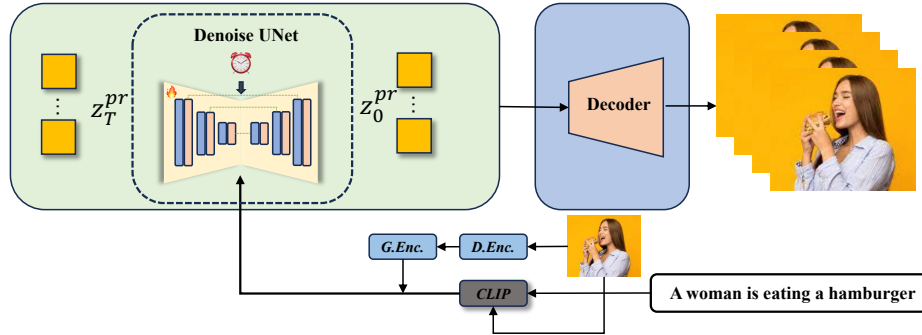 Denoise UNet
z_T^{pr}
z_0^{pr}
Decoder
G.Enc.
D.Enc.
CLIP
A woman is eating a hamburger